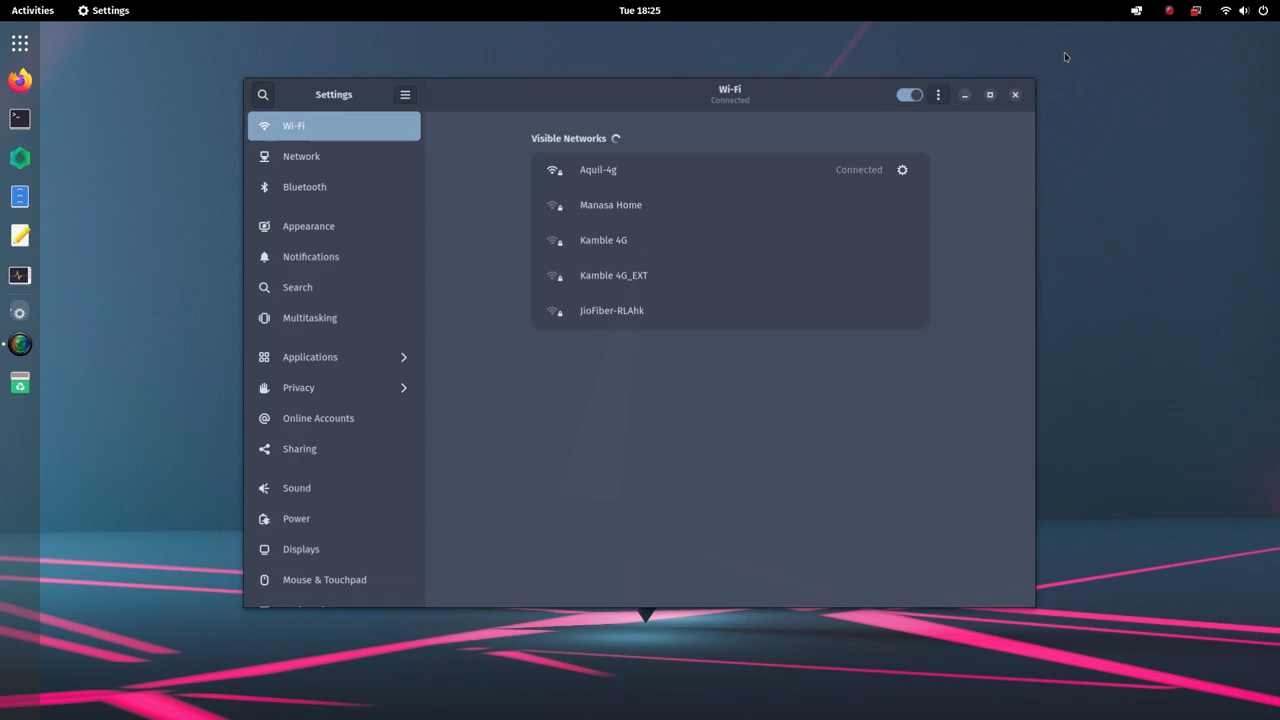 Activities
Settings
Tue 18:25
Settings
Wi-Fi
Connected
Wi-Fi
Network
Bluetooth
Appearance
Notifications
Search
Multitasking
Applications
Privacy
Online Accounts
Sharing
Sound
Power
Displays
Mouse & Touchpad
Visible Networks
Aquil-4g
Connected
Manasa Home
Kamble 4G
Kamble 4G_EXT
JioFiber-RLAhk